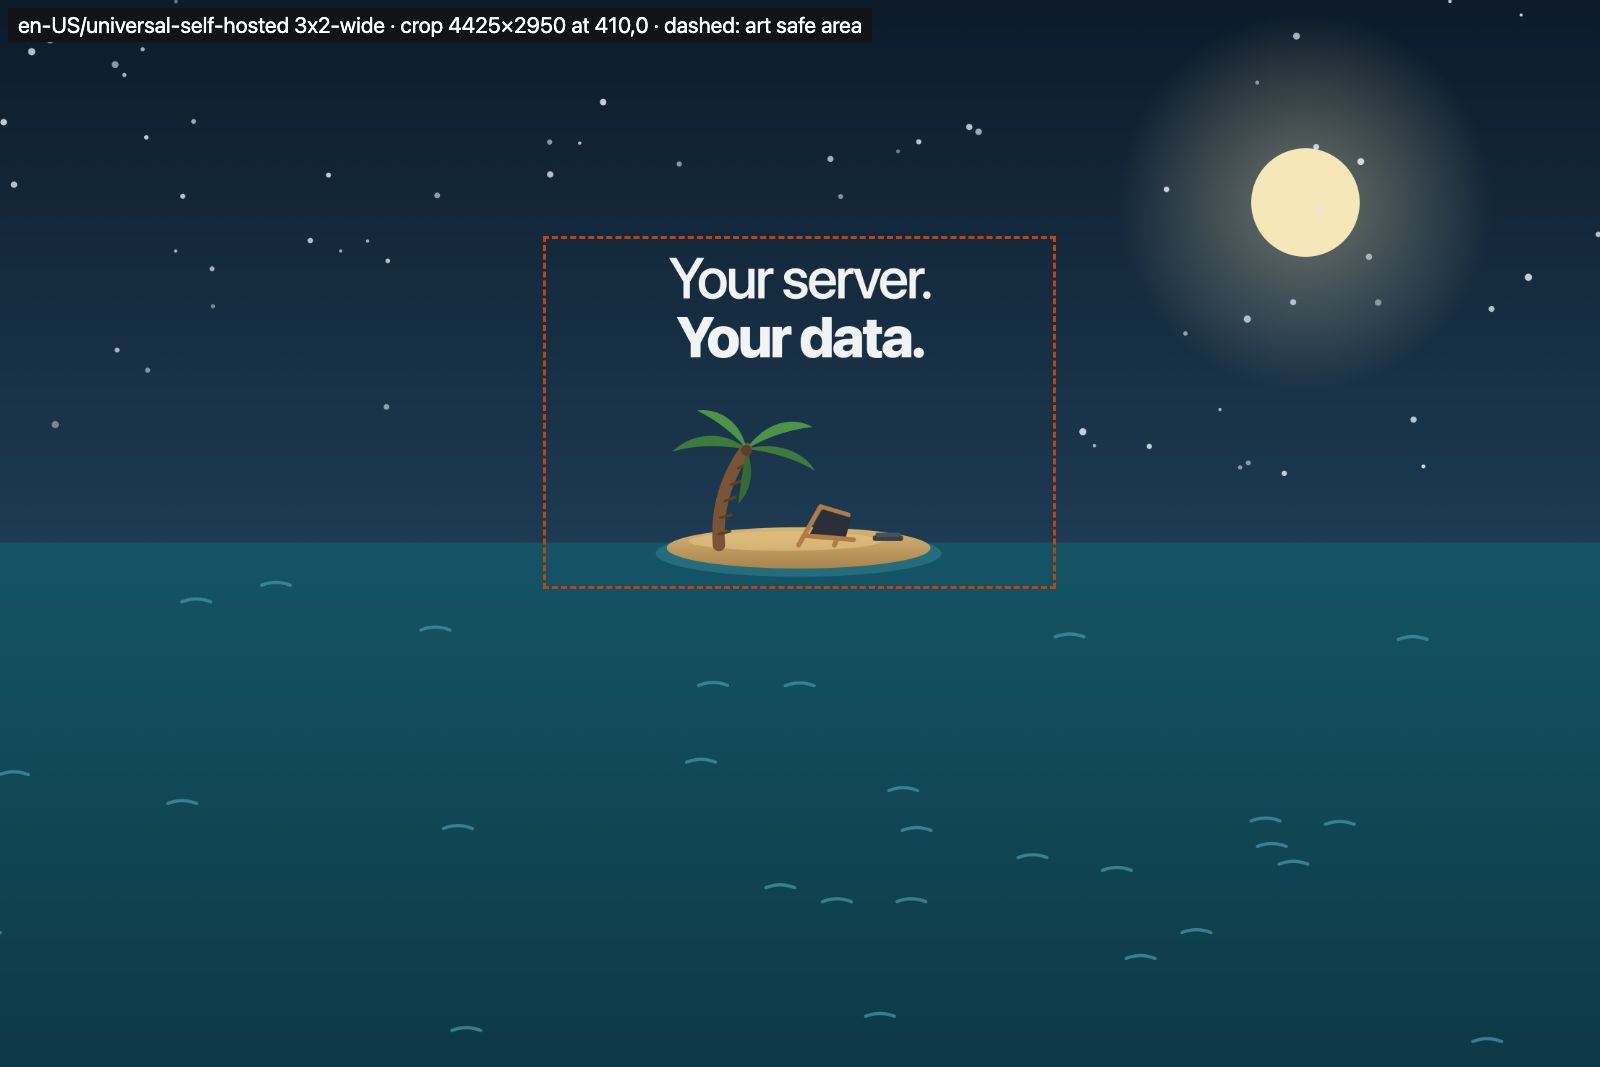 en-US/universal-self-hosted 3x2-wide · crop 4425×2950 at 410,0 · dashed: art safe area
Your server.
Your data.